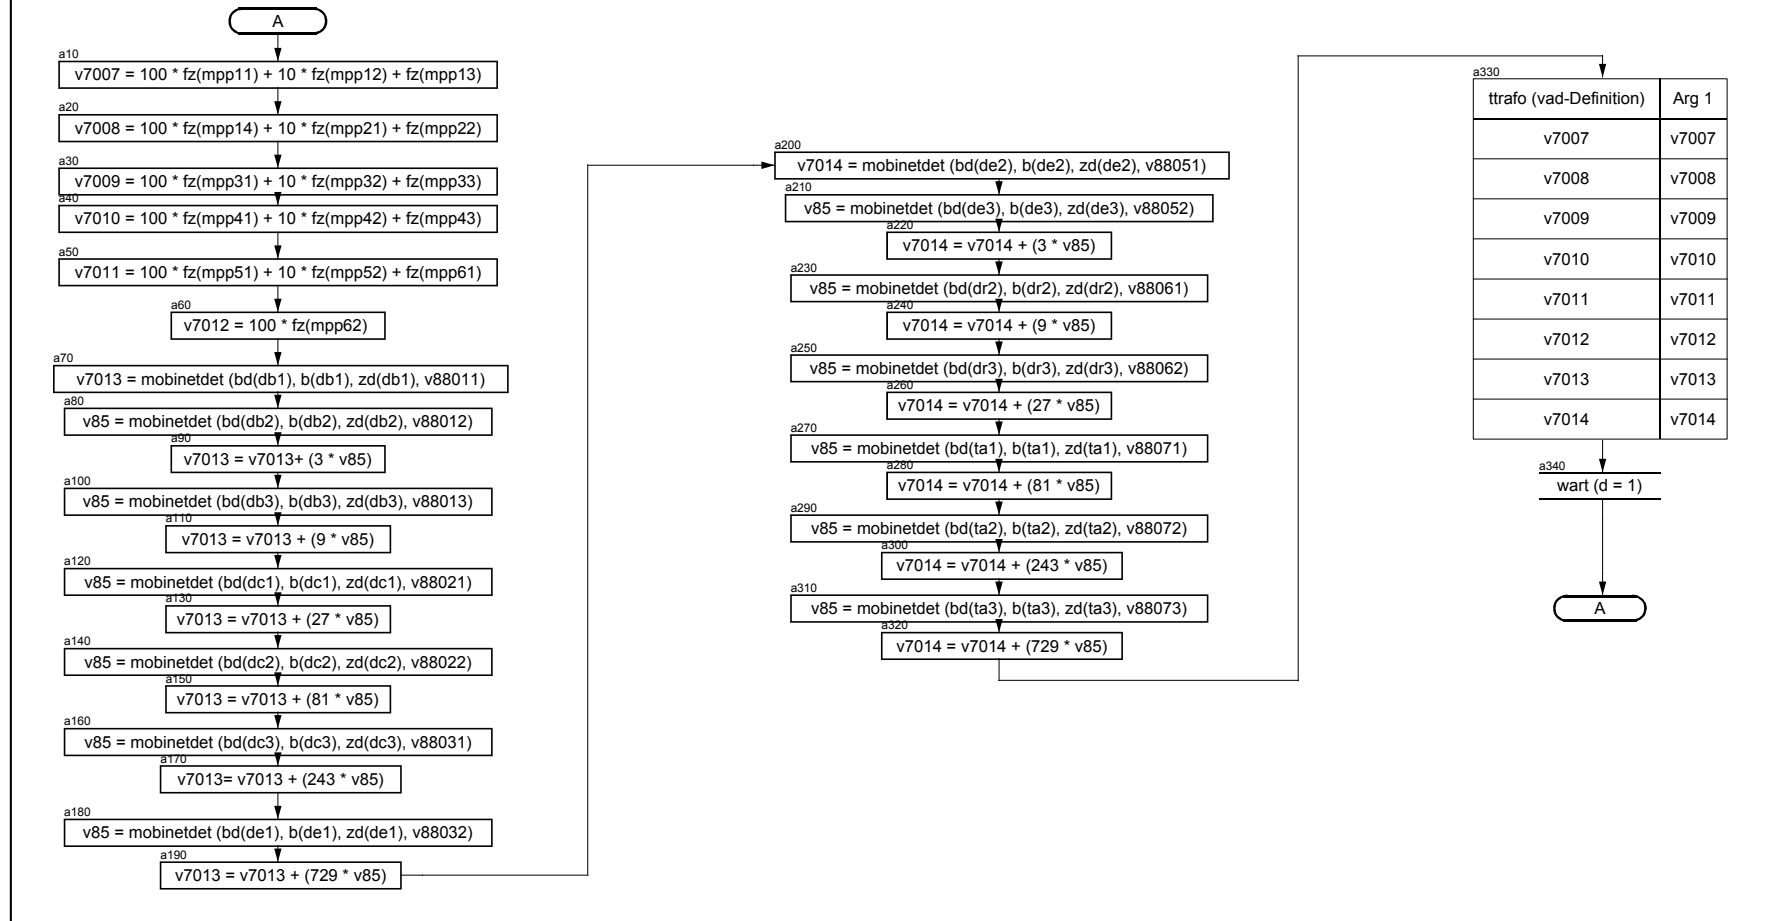 A
a10
v7007 = 100 * fz(mpp11) + 10 * fz(mpp12) + fz(mpp13)
a20
v7008 = 100 * fz(mpp14) + 10 * fz(mpp21) + fz(mpp22)
a30
v7009 = 100 * fz(mpp31) + 10 * fz(mpp32) + fz(mpp33)
a40
v7010 = 100 * fz(mpp41) + 10 * fz(mpp42) + fz(mpp43)
a50
v7011 = 100 * fz(mpp51) + 10 * fz(mpp52) + fz(mpp61)
a60
v7012 = 100 * fz(mpp62)
a70
v7013 = mobinetdet (bd(db1), b(db1), zd(db1), v88011)
a80
v85 = mobinetdet (bd(db2), b(db2), zd(db2), v88012)
a90
v7013 = v7013+ (3 * v85)
a100
v85 = mobinetdet (bd(db3), b(db3), zd(db3), v88013)
a110
v7013 = v7013 + (9 * v85)
a120
v85 = mobinetdet (bd(dc1), b(dc1), zd(dc1), v88021)
a130
v7013 = v7013 + (27 * v85)
a140
v85 = mobinetdet (bd(dc2), b(dc2), zd(dc2), v88022)
a150
v7013 = v7013 + (81 * v85)
a160
v85 = mobinetdet (bd(dc3), b(dc3), zd(dc3), v88031)
a170
v7013= v7013 + (243 * v85)
a180
v85 = mobinetdet (bd(de1), b(de1), zd(de1), v88032)
a190
v7013 = v7013 + (729 * v85)
a200
v7014 = mobinetdet (bd(de2), b(de2), zd(de2), v88051)
a210
v85 = mobinetdet (bd(de3), b(de3), zd(de3), v88052)
a220
v7014 = v7014 + (3 * v85)
a230
v85 = mobinetdet (bd(dr2), b(dr2), zd(dr2), v88061)
a240
v7014 = v7014 + (9 * v85)
a250
v85 = mobinetdet (bd(dr3), b(dr3), zd(dr3), v88062)
a260
v7014 = v7014 + (27 * v85)
a270
v85 = mobinetdet (bd(ta1), b(ta1), zd(ta1), v88071)
a280
v7014 = v7014 + (81 * v85)
a290
v85 = mobinetdet (bd(ta2), b(ta2), zd(ta2), v88072)
a300
v7014 = v7014 + (243 * v85)
a310
v85 = mobinetdet (bd(ta3), b(ta3), zd(ta3), v88073)
a320
v7014 = v7014 + (729 * v85)
a330
ttrafo (vad-Definition) Arg 1
v7007 v7007
v7008 v7008
v7009 v7009
v7010 v7010
v7011 v7011
v7012 v7012
v7013 v7013
v7014 v7014
a340
wart (d = 1)
A